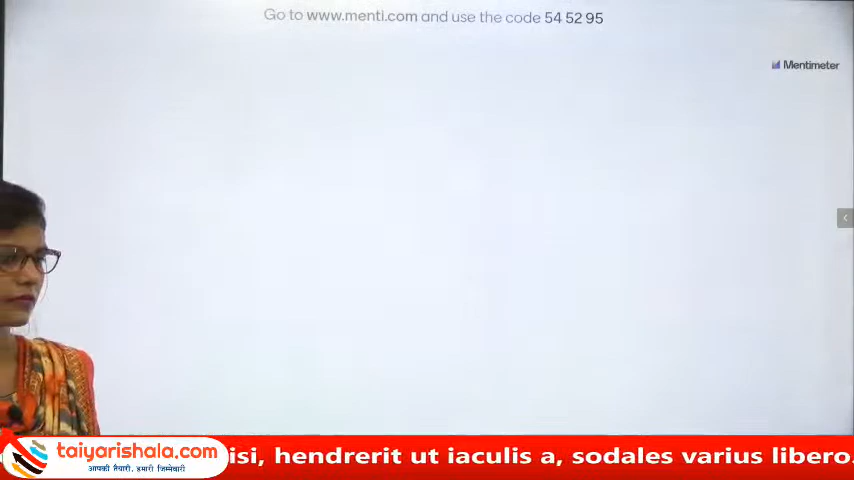 Go to www.menti.com and use the code 54 52 95
Mentimeter
taiyarishala.com
आपकी तैयारी, हमारी जिम्मेदारी
isi, hendrerit ut iaculis a, sodales varius libero.